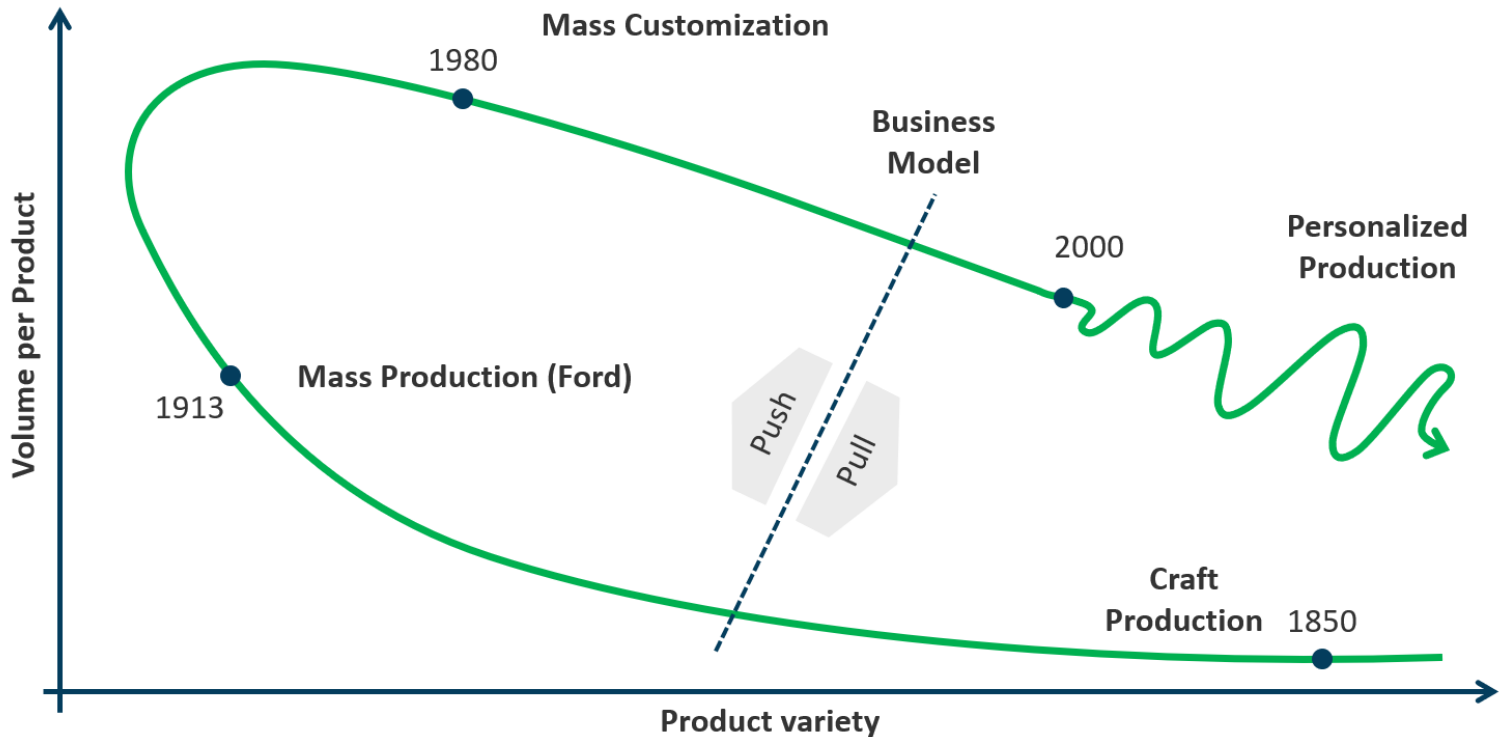 Mass Customization
1980
Business
Model
2000
Personalized
Production
Volume per Product
Mass Production (Ford)
1913
Push
Pull
Craft
Production
1850
Product variety